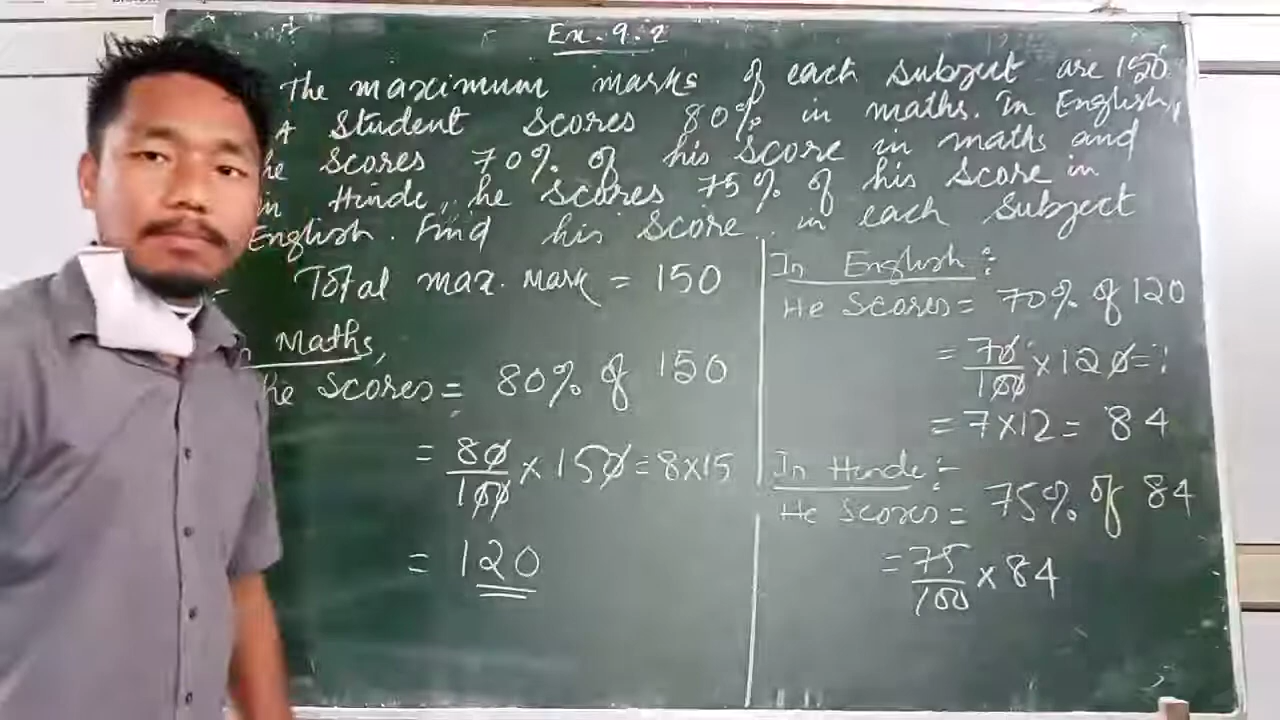 Ex. 9.2
The maximum marks of each subject are 150.
A student scores 80% in maths. In English,
he scores 70% of his score in maths and
in Hinde, he scores 75% of his score in
English. Find his score in each subject
Total max. mark = 150
Maths,
he scores = 80% of 150
= 80/100 × 150 = 8×15
= 120
In English :-
He scores = 70% of 120
= 70/100 × 120 =
= 7×12 = 84
In Hinde :-
He scores = 75% of 84
= 75/100 × 84